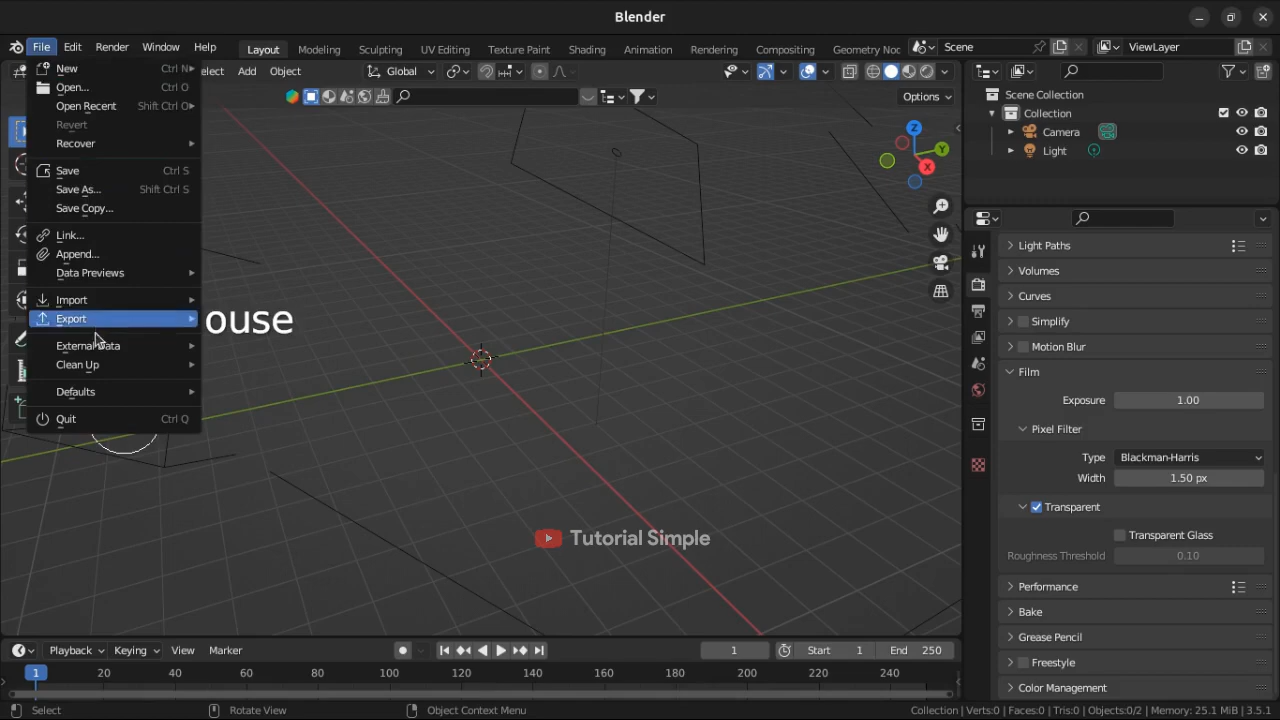 Blender
File Edit Render Window Help
Layout Modeling Sculpting UV Editing Texture Paint Shading Animation Rendering Compositing Geometry Noc
Scene
ViewLayer
New Ctrl N
elect Add Object
Global
Open... Ctrl O
Open Recent Shift Ctrl O
Options
Revert
Recover
Save Ctrl S
Save As... Shift Ctrl S
Save Copy...
Link...
Append...
Data Previews
Import
Export
ouse
External Data
Clean Up
Defaults
Quit Ctrl Q
Z
Y
X
Tutorial Simple
Scene Collection
Collection
Camera
Light
Light Paths
Volumes
Curves
Simplify
Motion Blur
Film
Exposure 1.00
Pixel Filter
Type Blackman-Harris
Width 1.50 px
Transparent
Transparent Glass
Roughness Threshold 0.10
Performance
Bake
Grease Pencil
Freestyle
Color Management
Playback Keying View Marker
1 Start 1 End 250
1 20 40 60 80 100 120 140 160 180 200 220 240
Select Rotate View Object Context Menu
Collection | Verts:0 | Faces:0 | Tris:0 | Objects:0/2 | Memory: 25.1 MiB | 3.5.1